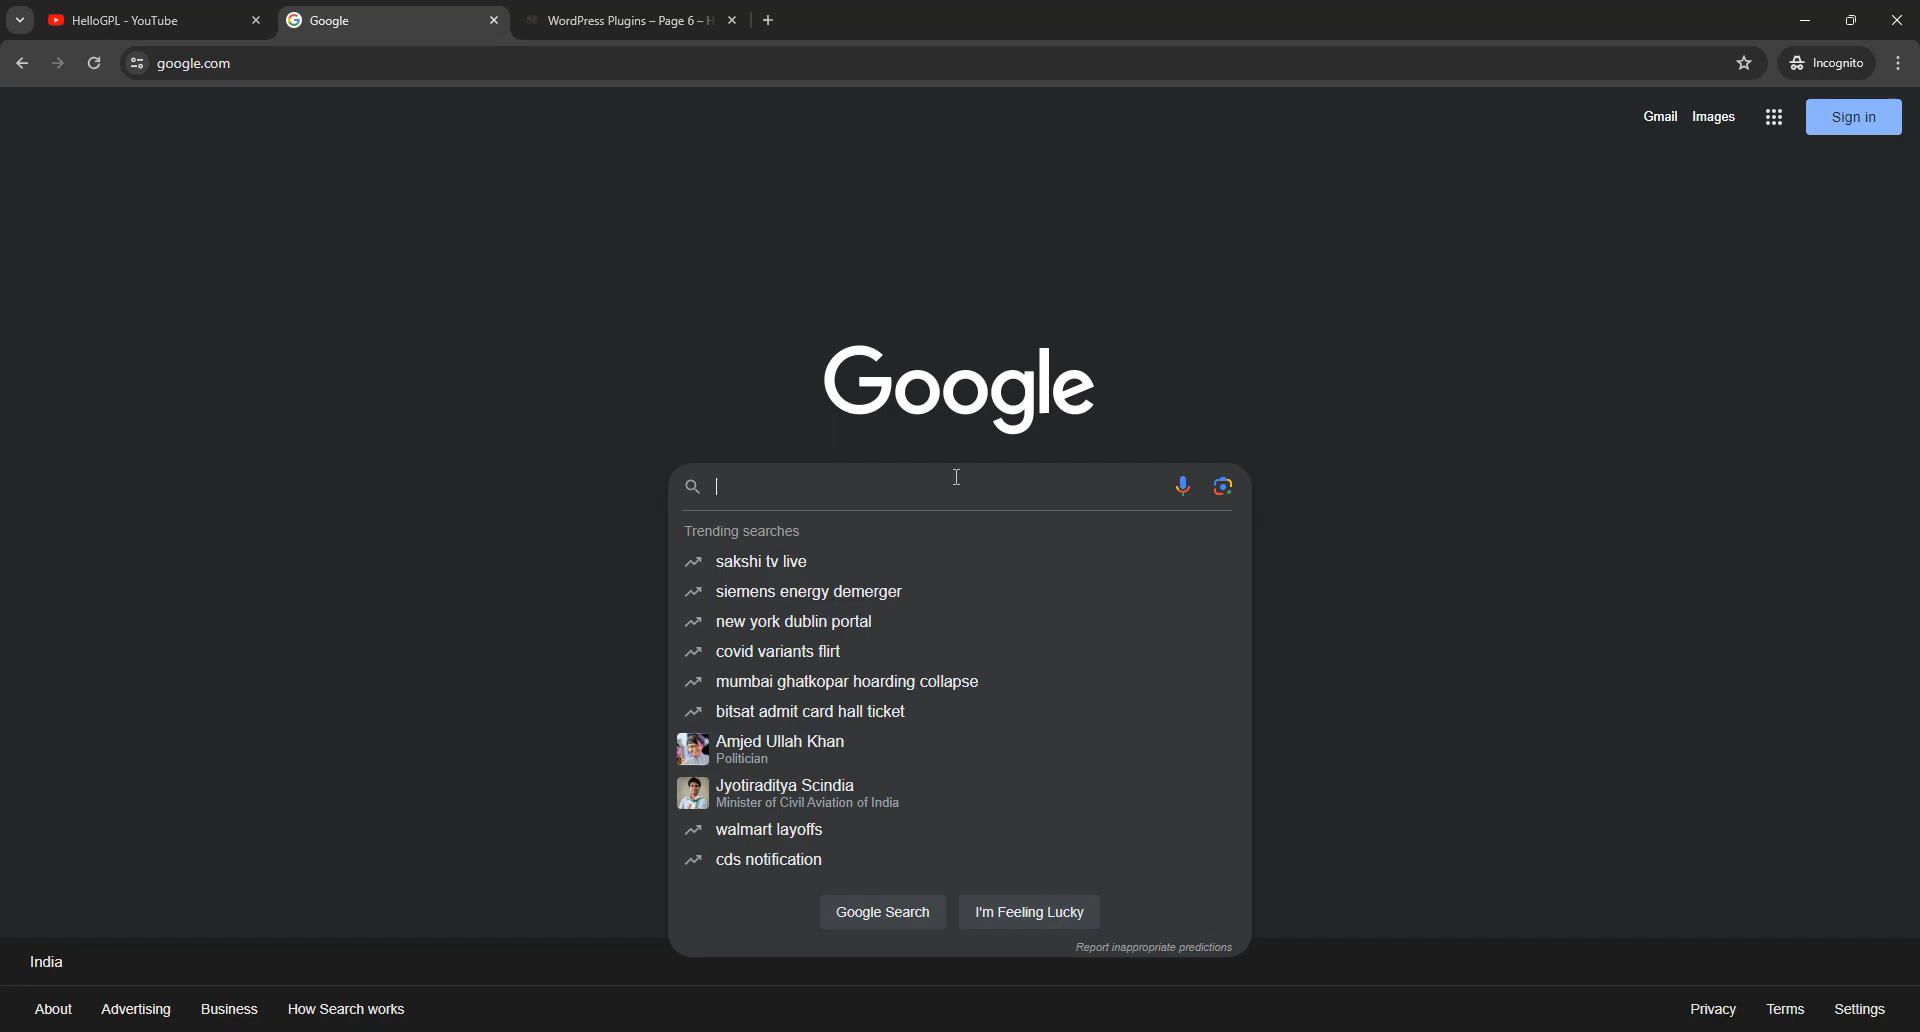 HelloGPL - YouTube
Google
WordPress Plugins – Page 6 – H
google.com
Incognito
Gmail
Images
Sign in
Google
Trending searches
sakshi tv live
siemens energy demerger
new york dublin portal
covid variants flirt
mumbai ghatkopar hoarding collapse
bitsat admit card hall ticket
Amjed Ullah Khan
Politician
Jyotiraditya Scindia
Minister of Civil Aviation of India
walmart layoffs
cds notification
Google Search
I'm Feeling Lucky
Report inappropriate predictions
India
About
Advertising
Business
How Search works
Privacy
Terms
Settings